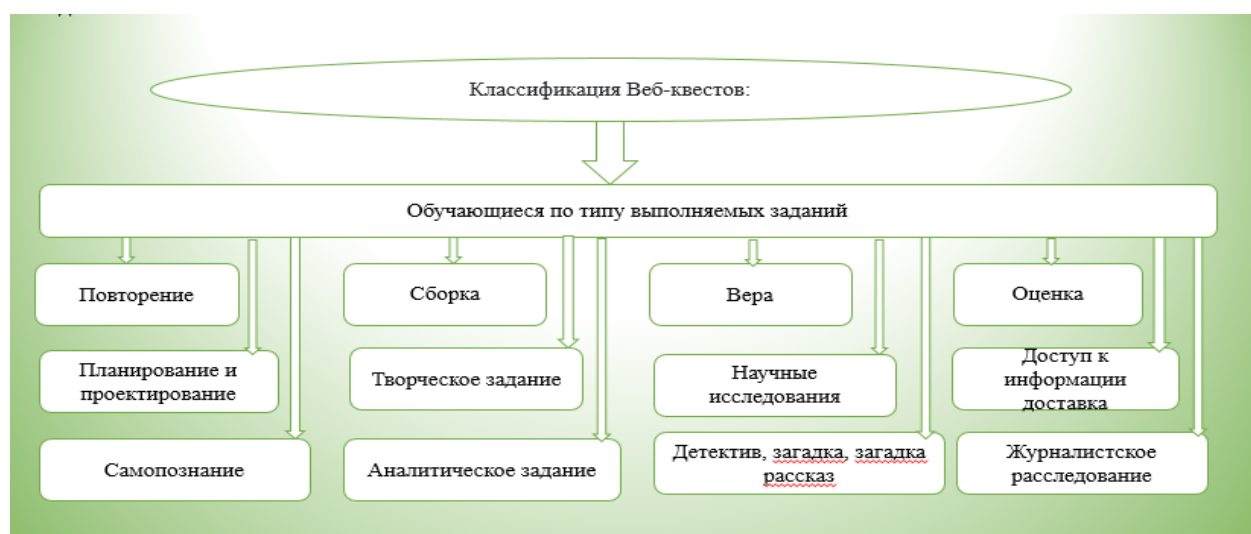 Классификация Веб-квестов:
Обучающиеся по типу выполняемых заданий
Повторение
Сборка
Вера
Оценка
Планирование и
проектирование
Творческое задание
Научные
исследования
Доступ к
информации
доставка
Самопознание
Аналитическое задание
Детектив, загадка, загадка
рассказ
Журналистское
расследование